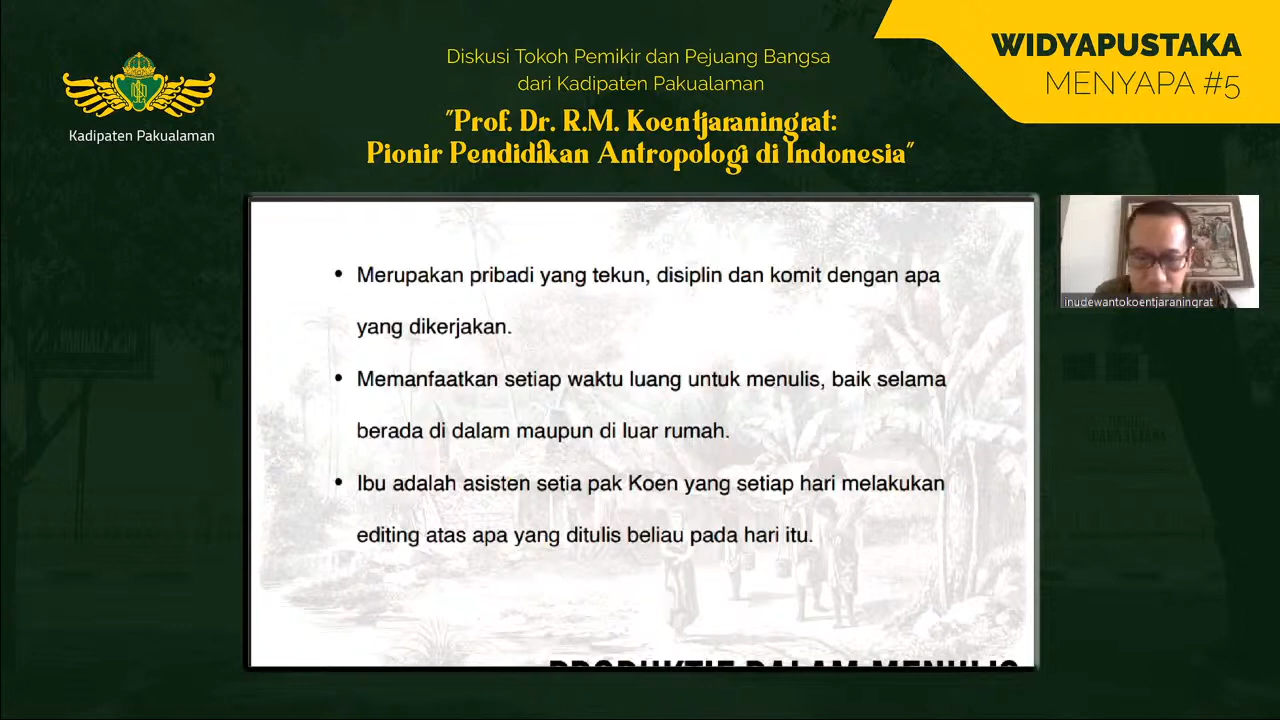 Diskusi Tokoh Pemikir dan Pejuang Bangsa
dari Kadipaten Pakualaman
"Prof. Dr. R.M. Koentjaraningrat:
Pionir Pendidikan Antropologi di Indonesia"
WIDYAPUSTAKA
MENYAPA #5
Kadipaten Pakualaman
• Merupakan pribadi yang tekun, disiplin dan komit dengan apa
yang dikerjakan.
• Memanfaatkan setiap waktu luang untuk menulis, baik selama
berada di dalam maupun di luar rumah.
• Ibu adalah asisten setia pak Koen yang setiap hari melakukan
editing atas apa yang ditulis beliau pada hari itu.
PRODUKTIF DALAM MENULIS
inudewantokoentjaraningrat